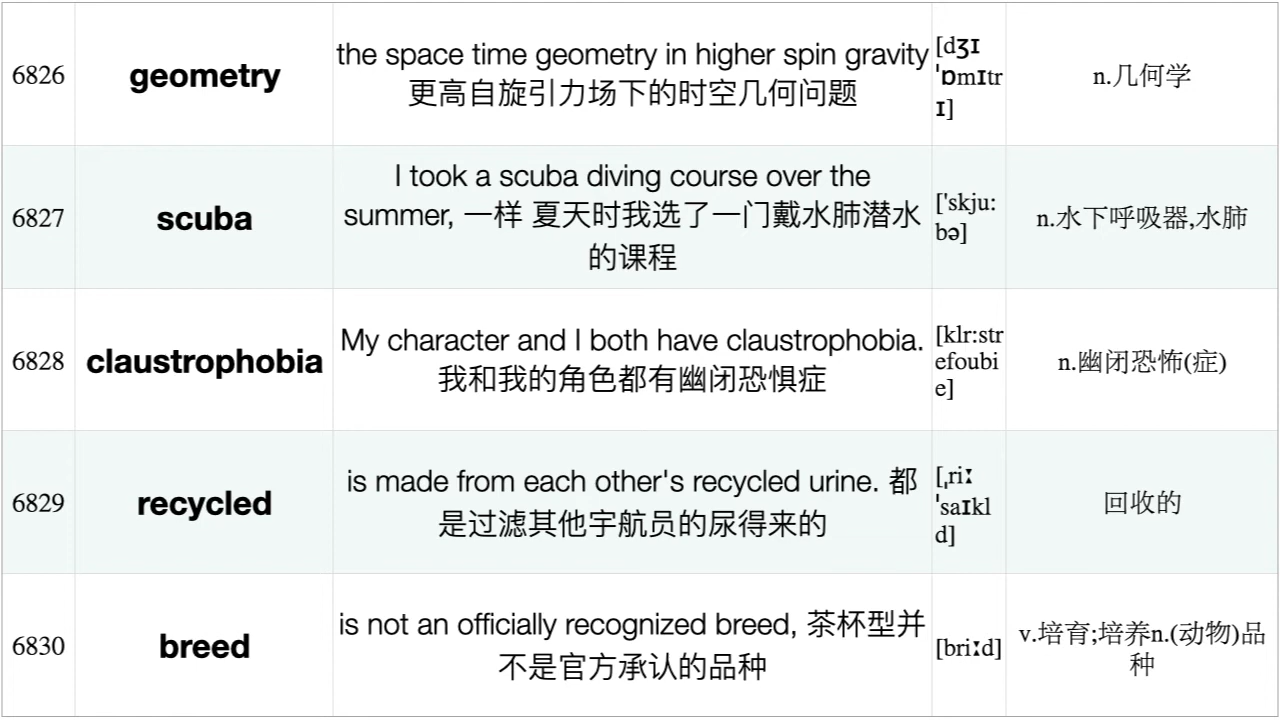 6826
geometry
the space time geometry in higher spin gravity
更高自旋引力场下的时空几何问题
[dʒɪ
ˈɒmɪtr
ɪ]
n.几何学
6827
scuba
I took a scuba diving course over the
summer, 一样 夏天时我选了一门戴水肺潜水
的课程
['skju:
bə]
n.水下呼吸器,水肺
6828
claustrophobia
My character and I both have claustrophobia.
我和我的角色都有幽闭恐惧症
[klr:str
efoubi
e]
n.幽闭恐怖(症)
6829
recycled
is made from each other's recycled urine. 都
是过滤其他宇航员的尿得来的
[ˌriː
ˈsaɪkl
d]
回收的
6830
breed
is not an officially recognized breed, 茶杯型并
不是官方承认的品种
[briːd]
v.培育;培养n.(动物)品
种